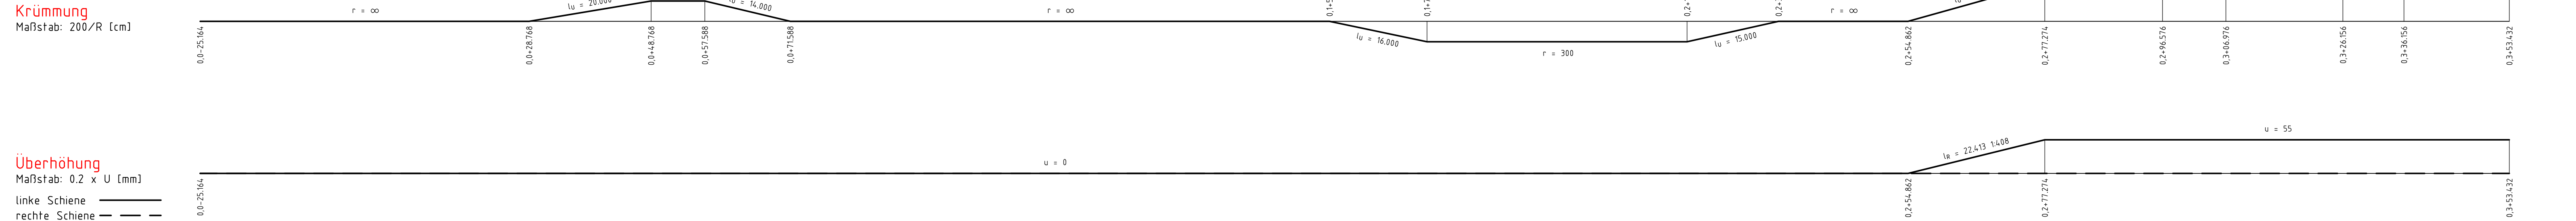 Krümmung
Maßstab: 200/R [cm]
r = ∞
lu = 20.000
lu = 14.000
r = ∞
lu = 16.000
r = 300
lu = 15.000
r = ∞
0,0-25.164
0,0+28.768
0,0+48.768
0,0+57.588
0,0+71.588
0,2+54.862
0,2+77.274
0,2+96.576
0,3+06.976
0,3+26.156
0,3+36.156
0,3+53.432
Überhöhung
Maßstab: 0.2 x U [mm]
u = 0
lR = 22.413 1:408
u = 55
linke Schiene
rechte Schiene
0,0-25.164
0,2+54.862
0,2+77.274
0,3+53.432